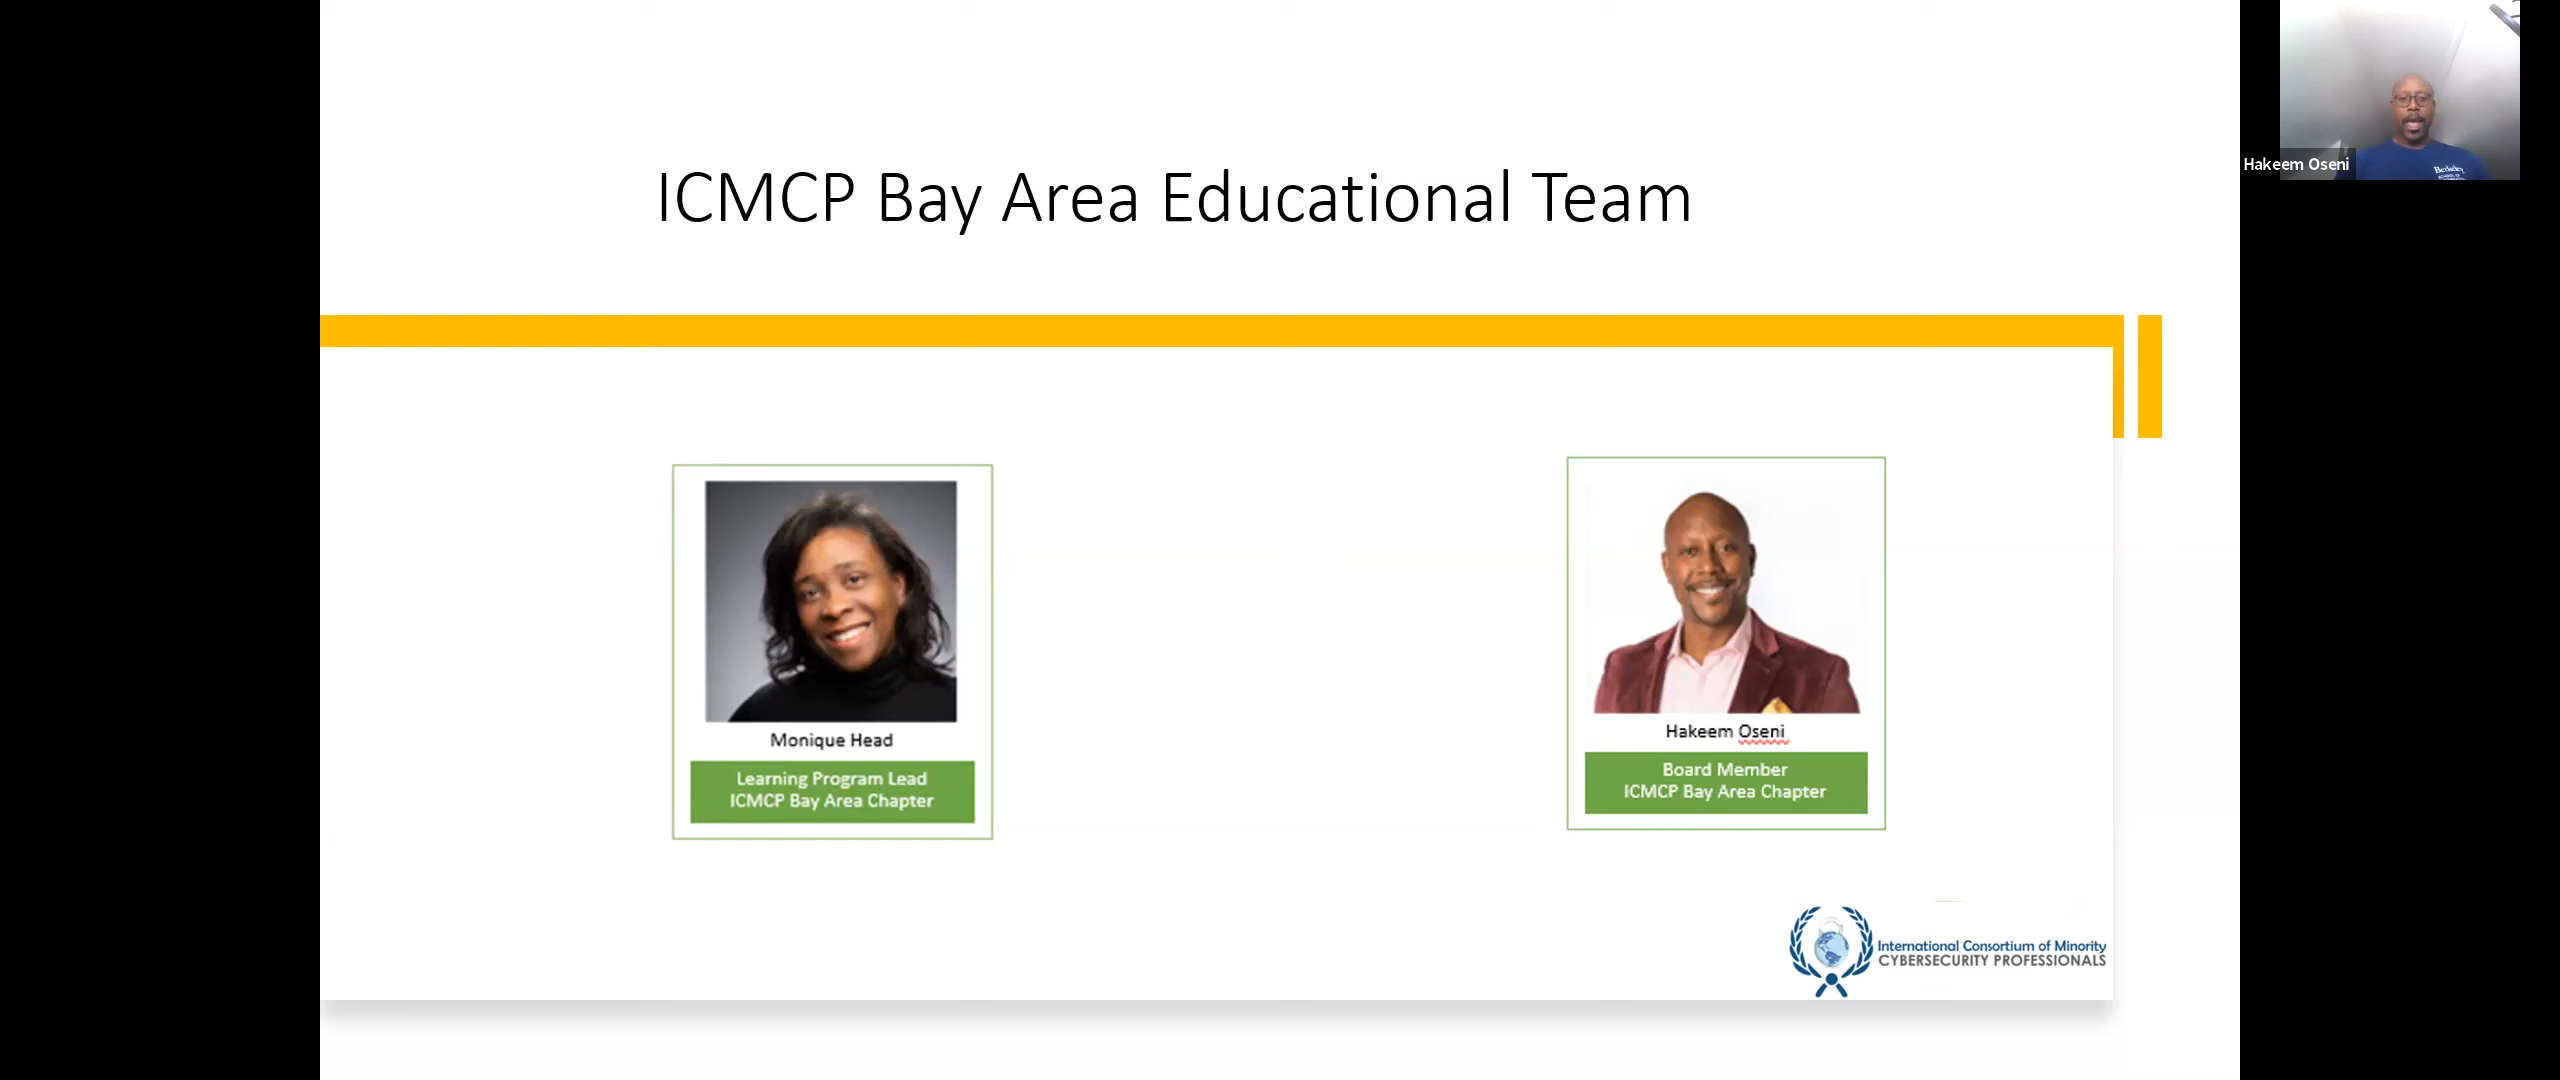 ICMCP Bay Area Educational Team
Hakeem Oseni
Berkeley
Monique Head
Learning Program Lead
ICMCP Bay Area Chapter
Hakeem Oseni
Board Member
ICMCP Bay Area Chapter
International Consortium of Minority
CYBERSECURITY PROFESSIONALS